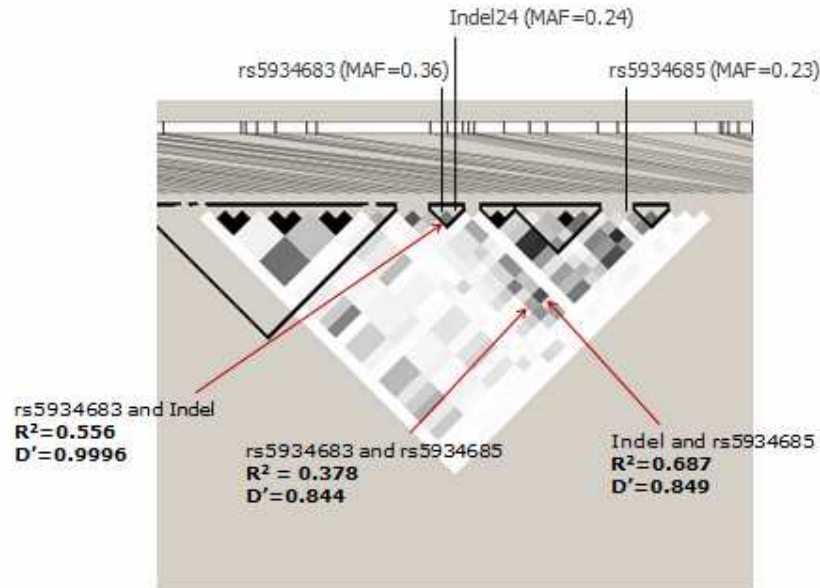 Indel24 (MAF=0.24)
rs5934683 (MAF=0.36)
rs5934685 (MAF=0.23)
rs5934683 and Indel
R²=0.556
D′=0.9996
rs5934683 and rs5934685
R² = 0.378
D′=0.844
Indel and rs5934685
R²=0.687
D′=0.849